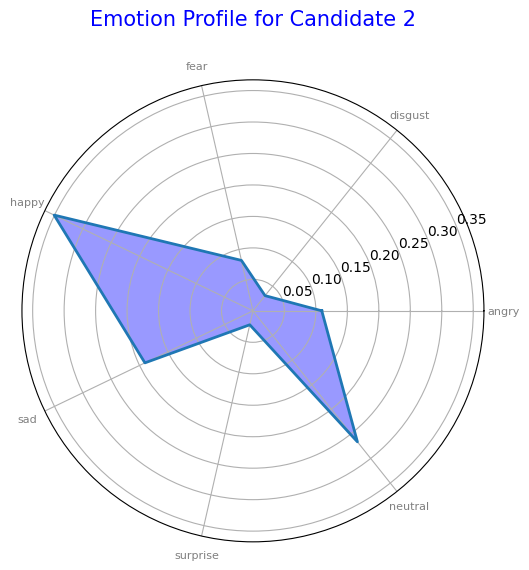 Emotion Profile for Candidate 2
fear
disgust
happy
0.35
0.30
0.25
0.20
0.15
0.10
0.05
angry
sad
neutral
surprise